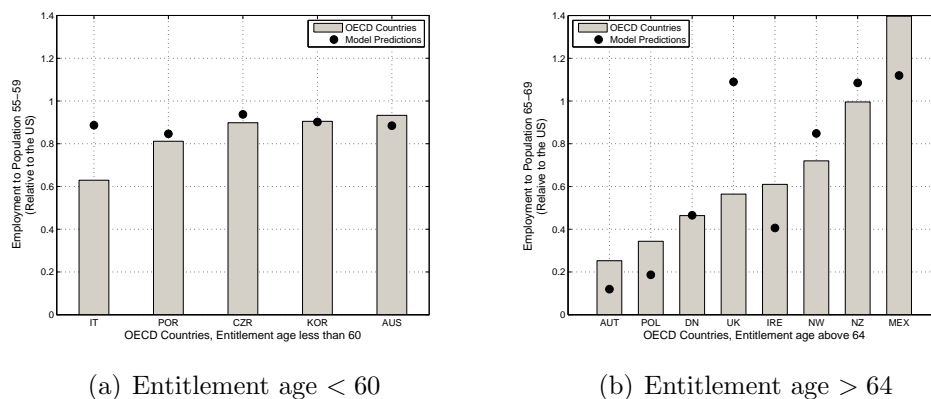 1.4
1.2
1
0.8
0.6
0.4
0.2
0
Employment to Population 55−59
(Relative to the US)
OECD Countries
Model Predictions
IT POR CZR KOR AUS
OECD Countries, Entitlement age less than 60
(a) Entitlement age < 60
1.4
1.2
1
0.8
0.6
0.4
0.2
0
Employment to Population 65−69
(Relaive to the US)
OECD Countries
Model Predictions
AUT POL DN UK IRE NW NZ MEX
OECD Countries, Entitlement age above 64
(b) Entitlement age > 64